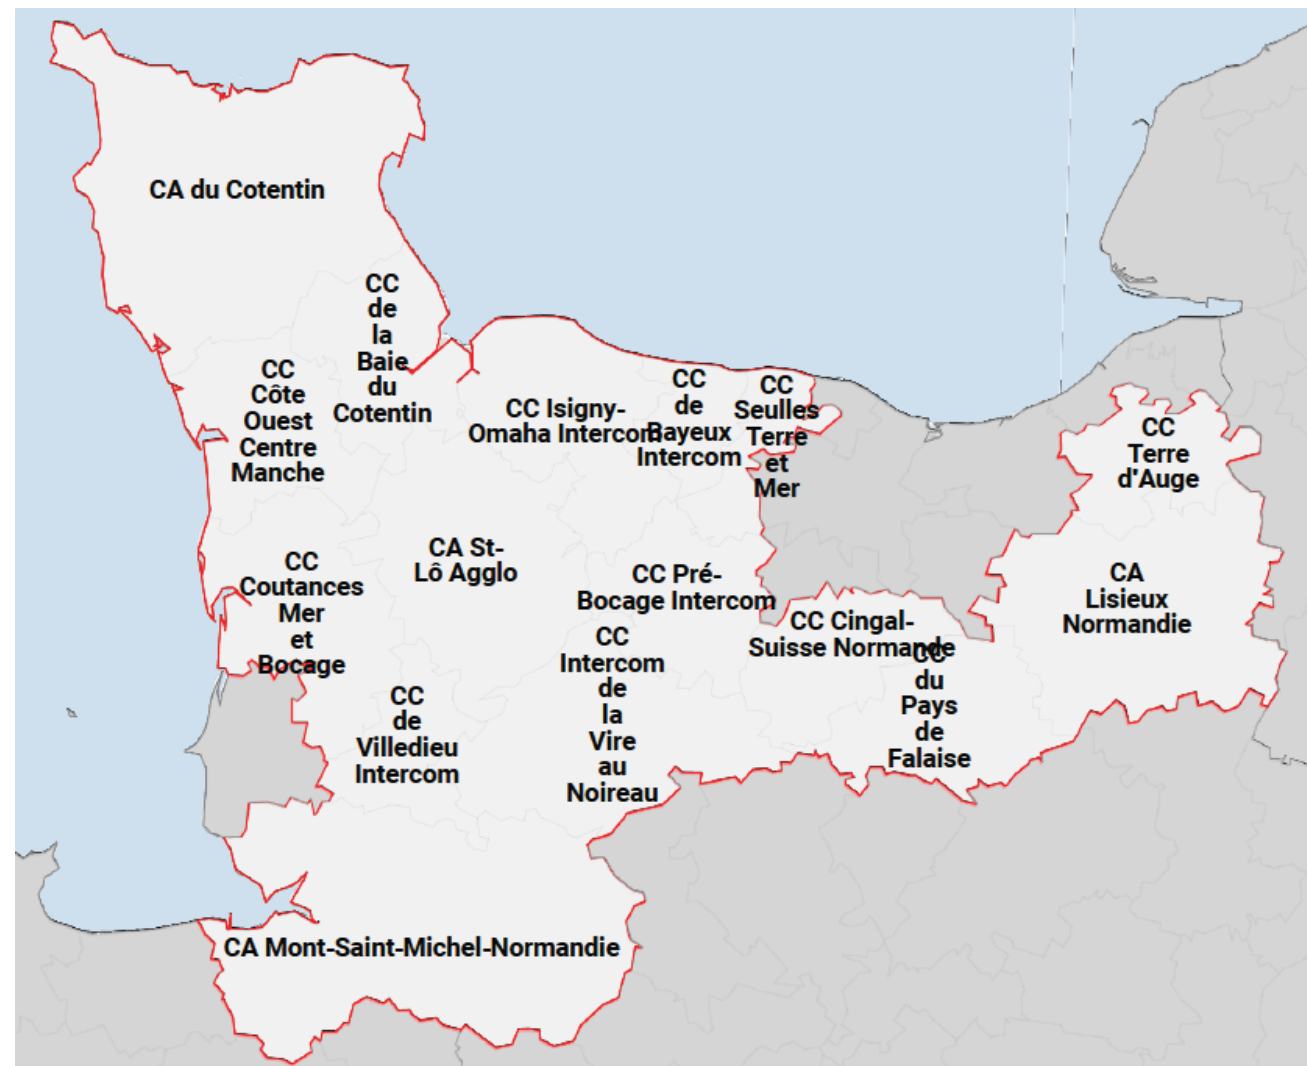 CA du Cotentin
CC
de
la
Baie
du
Cotentin
CC
Côte
Ouest
Centre
Manche
CC Isigny-
Omaha Intercom
CC
de
Bayeux
Intercom
CC
Seulles
Terre
et
Mer
CC
Terre
d'Auge
CA St-
Lô Agglo
CC
Coutances
Mer
et
Bocage
CC Pré-
Bocage Intercom
CA
Lisieux
Normandie
CC Cingal-
Suisse Normande
CC
Intercom
de
la
Vire
au
Noireau
CC
du
Pays
de
Falaise
CC
de
Villedieu
Intercom
CA Mont-Saint-Michel-Normandie